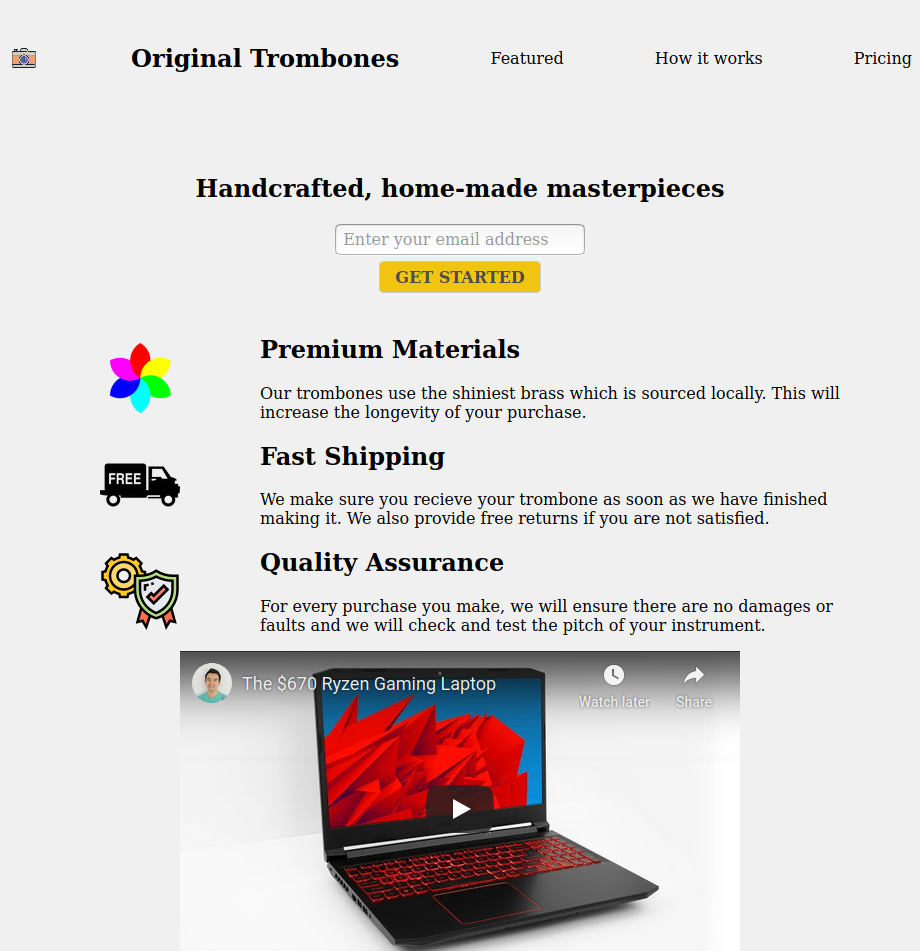 Original Trombones
Featured
How it works
Pricing
Handcrafted, home-made masterpieces
Enter your email address
GET STARTED
Premium Materials
Our trombones use the shiniest brass which is sourced locally. This will
increase the longevity of your purchase.
FREE
Fast Shipping
We make sure you recieve your trombone as soon as we have finished
making it. We also provide free returns if you are not satisfied.
Quality Assurance
For every purchase you make, we will ensure there are no damages or
faults and we will check and test the pitch of your instrument.
The $670 Ryzen Gaming Laptop
Watch later
Share